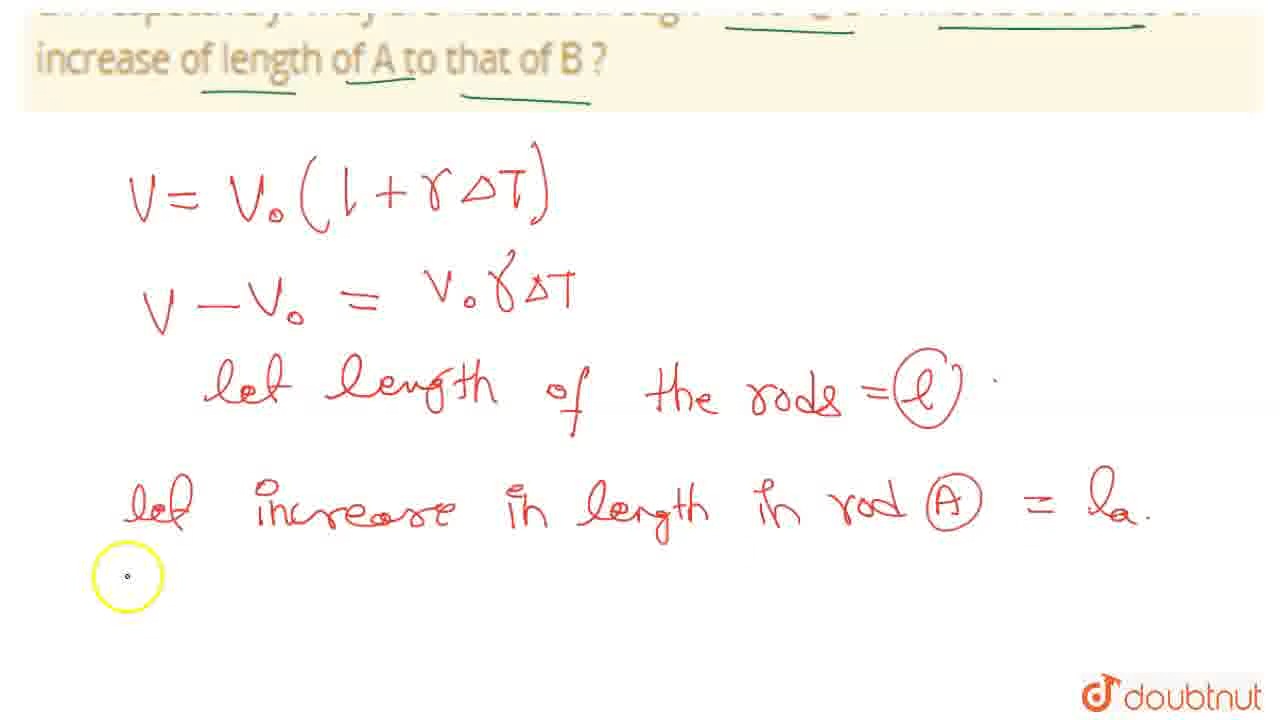 increase of length of A to that of B ?
V = V₀ (1 + γ ΔT)
V − V₀ = V₀ γ ΔT
let length of the rods = l
let increase in length in rod A = lₐ.
doubtnut